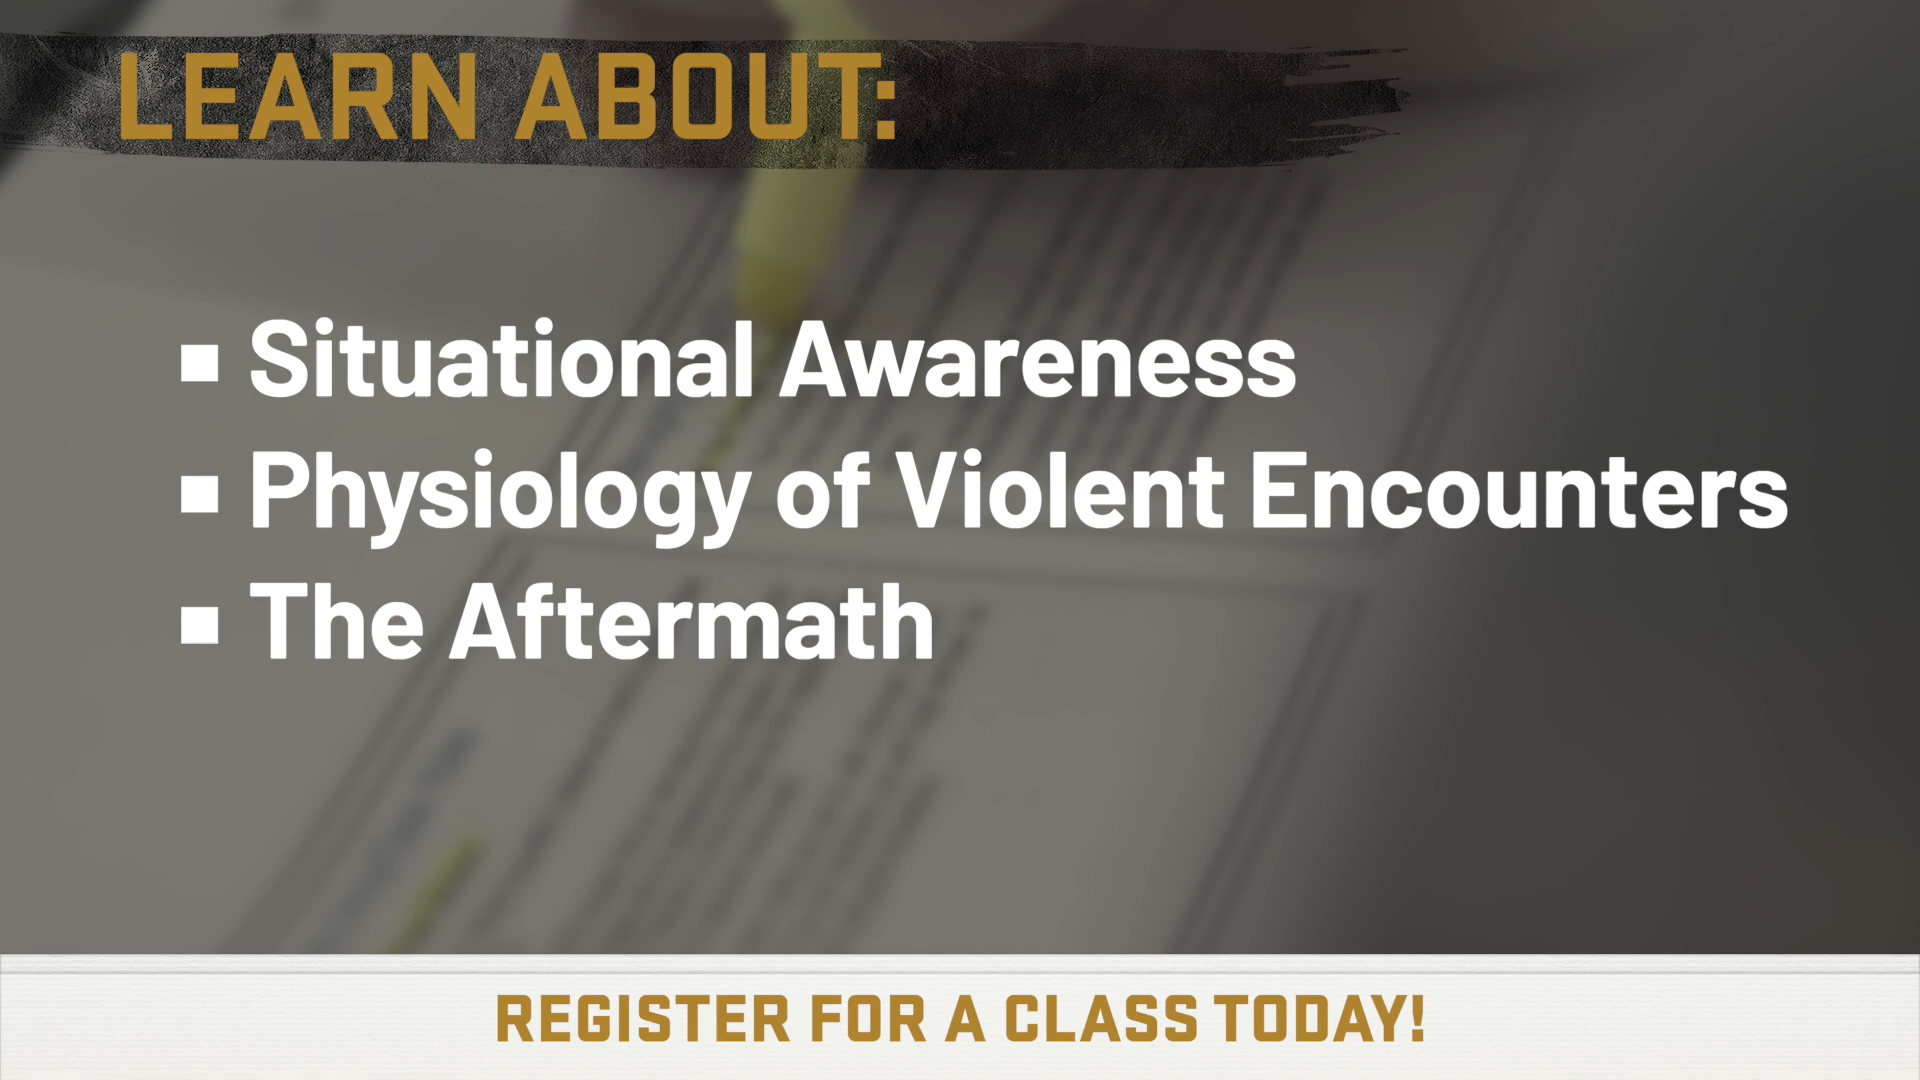 LEARN ABOUT:
▪ Situational Awareness
▪ Physiology of Violent Encounters
▪ The Aftermath
REGISTER FOR A CLASS TODAY!